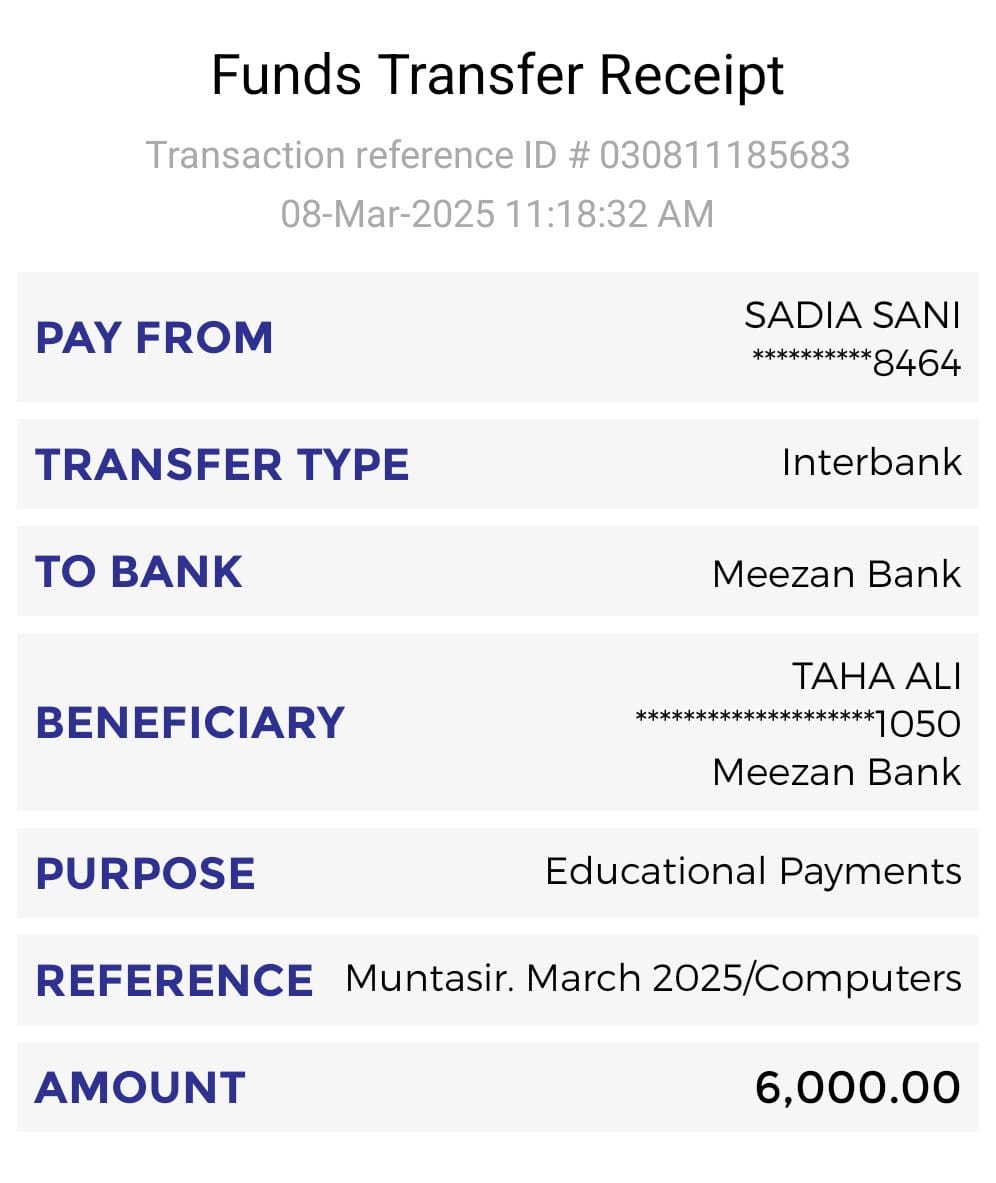 Funds Transfer Receipt
Transaction reference ID # 030811185683
08-Mar-2025 11:18:32 AM
PAY FROM
SADIA SANI
**********8464
TRANSFER TYPE Interbank
TO BANK Meezan Bank
BENEFICIARY
TAHA ALI
********************1050
Meezan Bank
PURPOSE Educational Payments
REFERENCE Muntasir. March 2025/Computers
AMOUNT 6,000.00